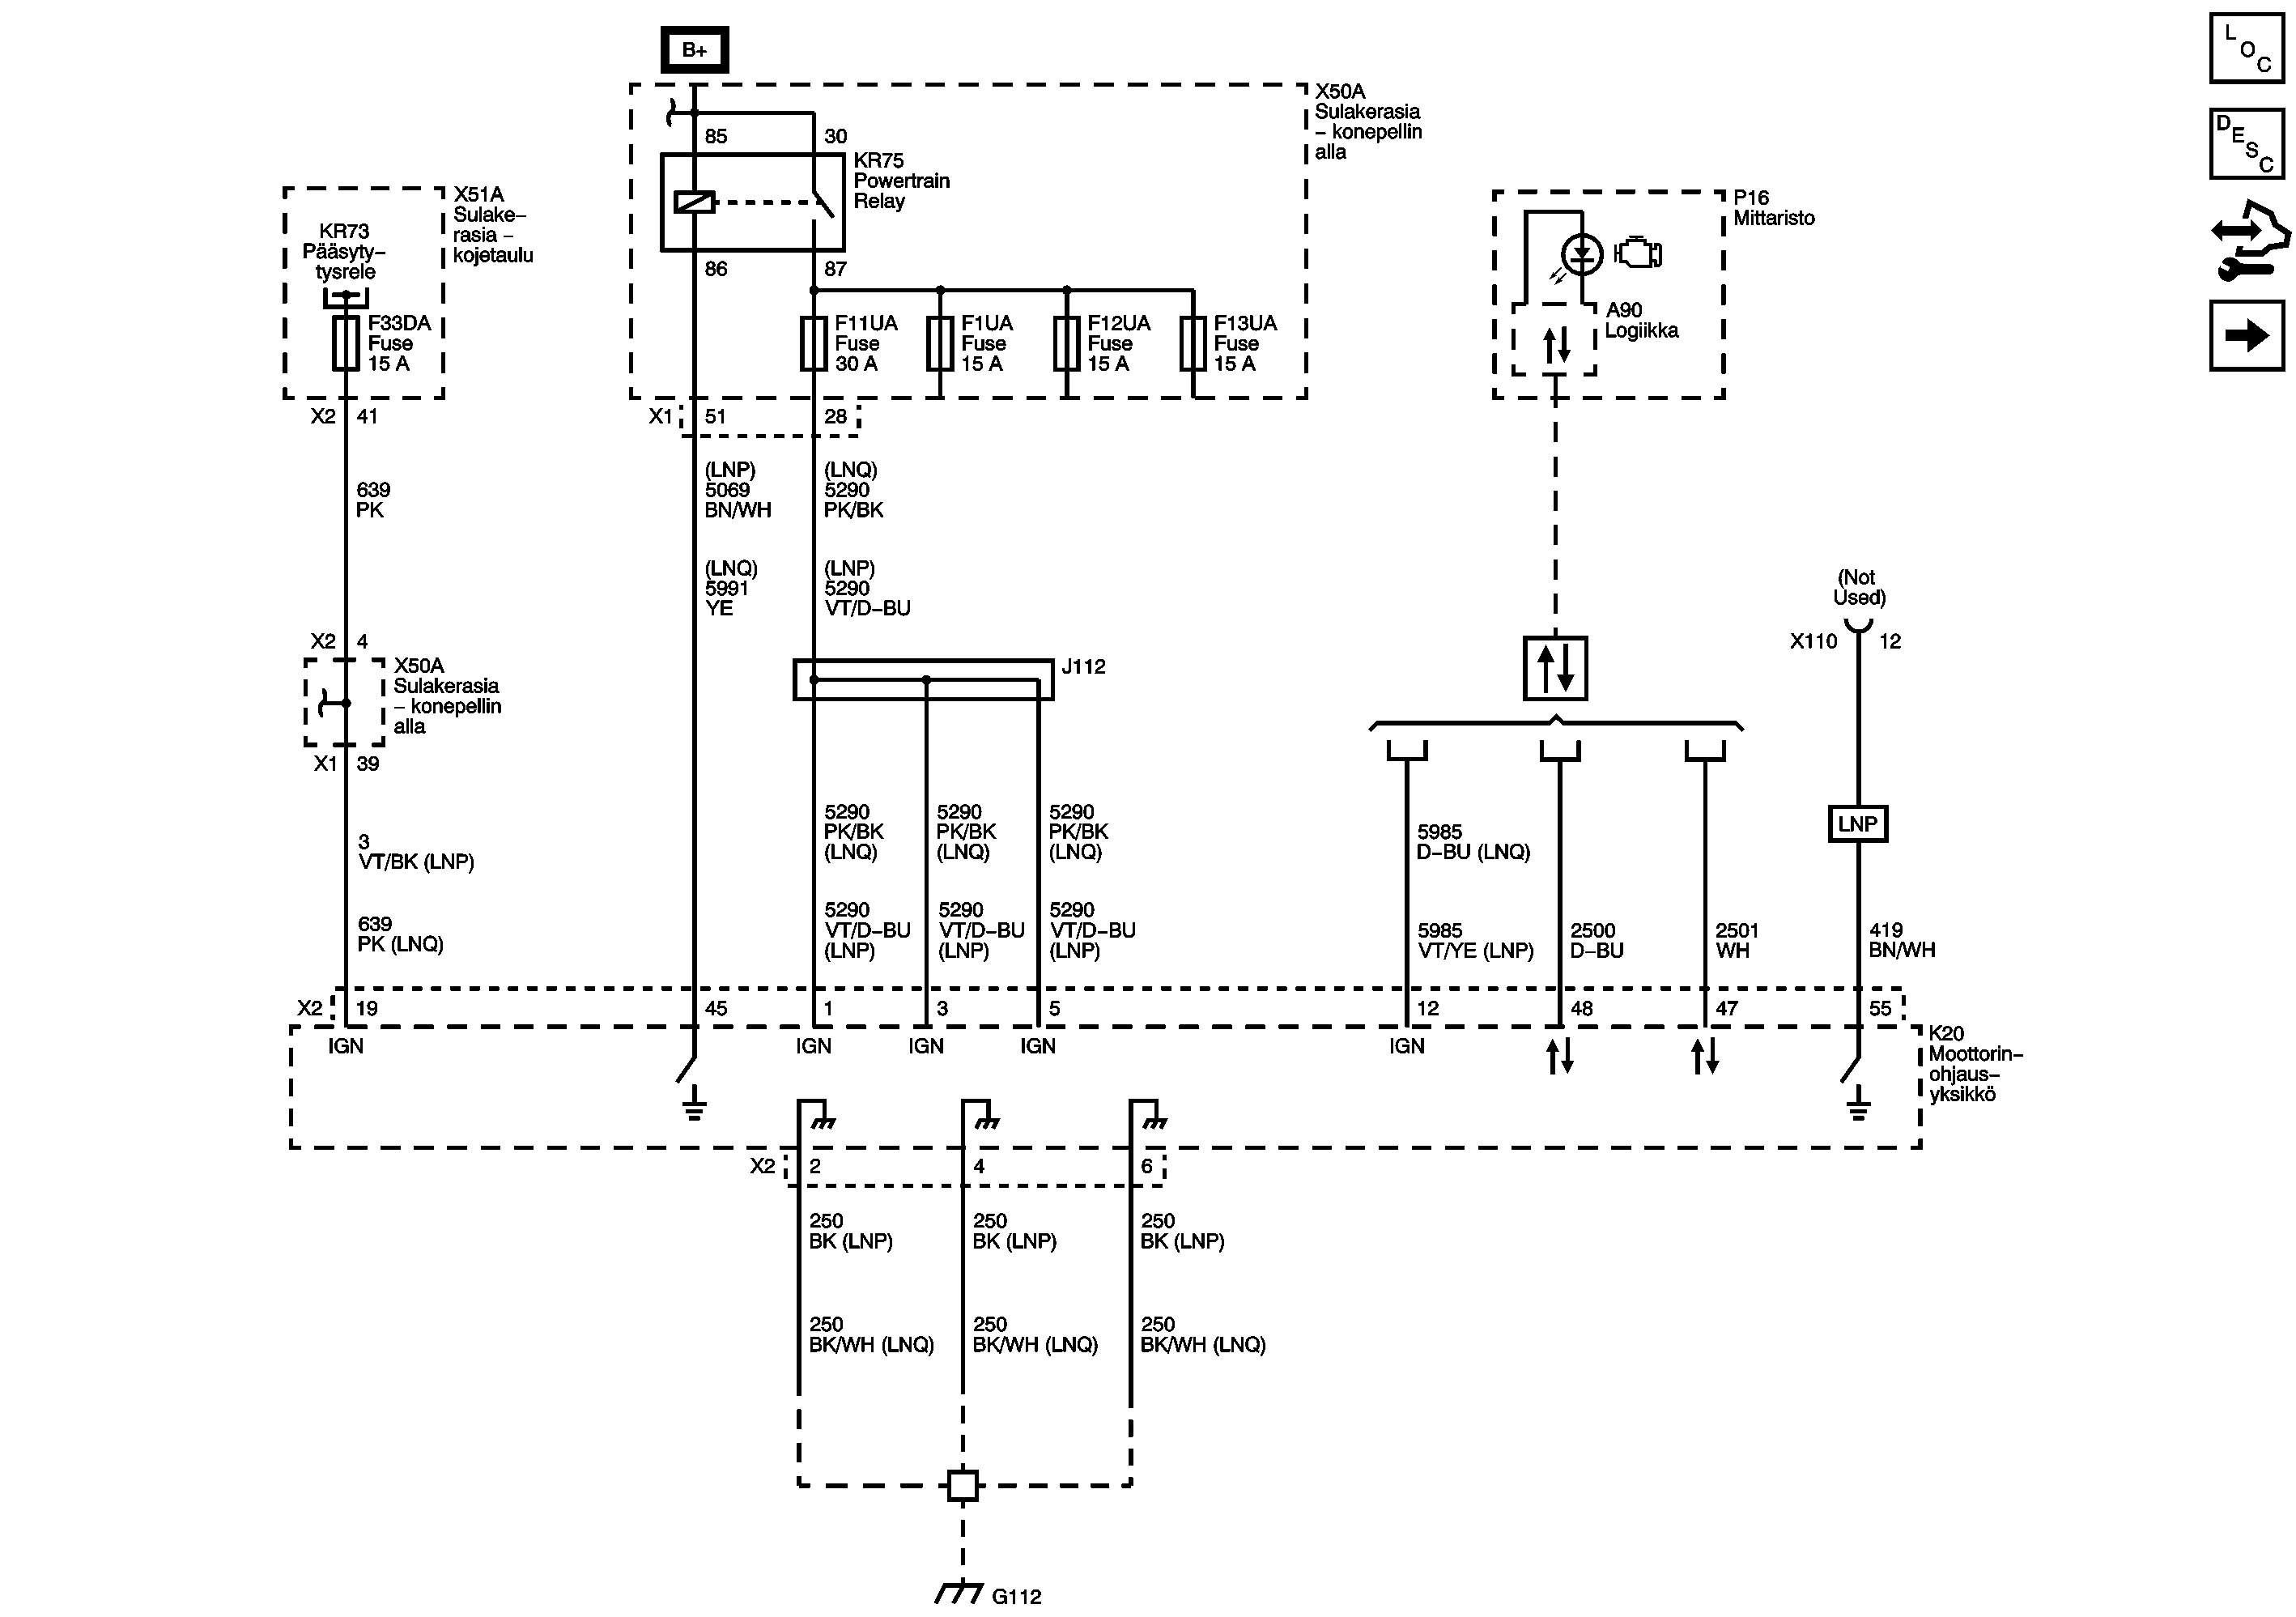 B+
L
O
C
D
E
S
C
X50A
Sulakerasia
– konepellin
alla
85
30
KR75
Powertrain
Relay
86
87
X51A
Sulake–
rasia –
kojetaulu
KR73
Pääsyty–
tysrele
F33DA
Fuse
15 A
F11UA
Fuse
30 A
F1UA
Fuse
15 A
F12UA
Fuse
15 A
F13UA
Fuse
15 A
P16
Mittaristo
A90
Logiikka
X2
41
X1
51
28
639
PK
(LNP)
5069
BN/WH
(LNQ)
5290
PK/BK
(LNQ)
5991
YE
(LNP)
5290
VT/D–BU
(Not
Used)
X110
12
X2
4
X50A
Sulakerasia
– konepellin
alla
X1
39
J112
3
VT/BK (LNP)
639
PK (LNQ)
5290
PK/BK
(LNQ)
5290
PK/BK
(LNQ)
5290
PK/BK
(LNQ)
5290
VT/D–BU
(LNP)
5290
VT/D–BU
(LNP)
5290
VT/D–BU
(LNP)
5985
D–BU (LNQ)
5985
VT/YE (LNP)
2500
D–BU
2501
WH
LNP
419
BN/WH
X2
19
45
1
3
5
12
48
47
55
IGN
IGN
IGN
IGN
IGN
K20
Moottorin–
ohjaus–
yksikkö
X2
2
4
6
250
BK (LNP)
250
BK (LNP)
250
BK (LNP)
250
BK/WH (LNQ)
250
BK/WH (LNQ)
250
BK/WH (LNQ)
G112